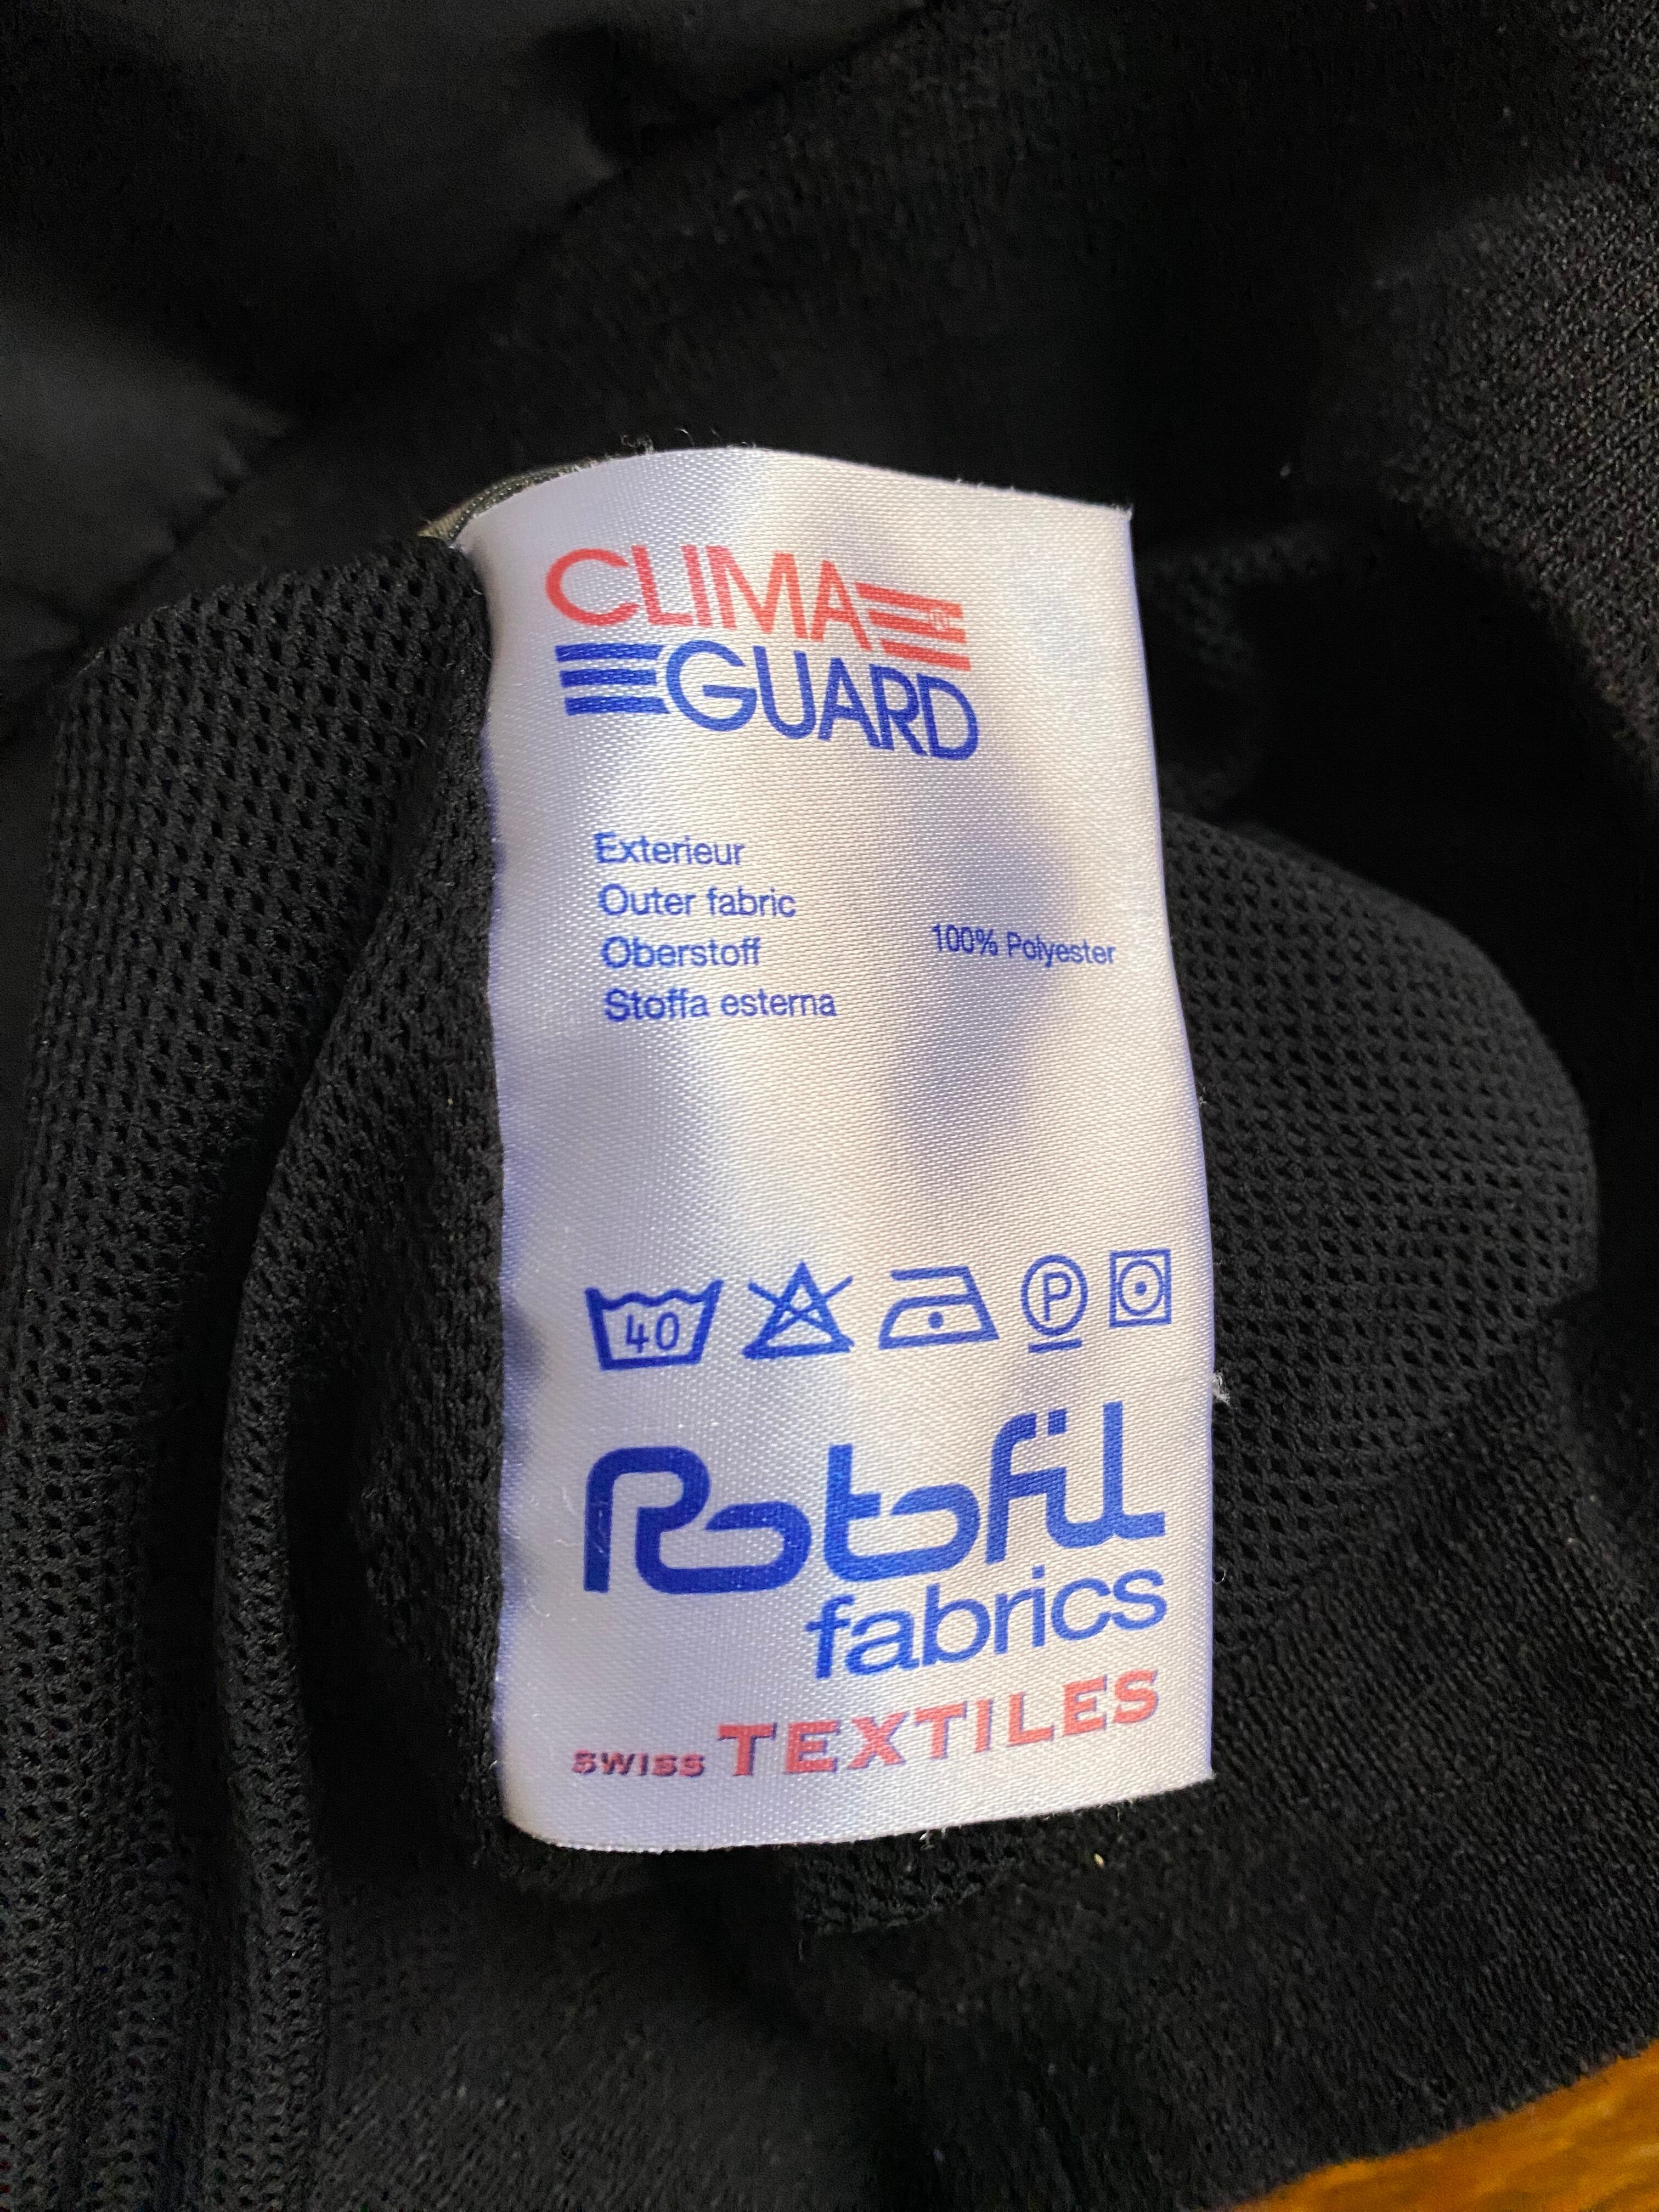 CLIMA
GUARD
Exterieur
Outer fabric
Oberstoff
100% Polyester
Stoffa esterna
40
P
Rotofil
fabrics
SWISS TEXTILES